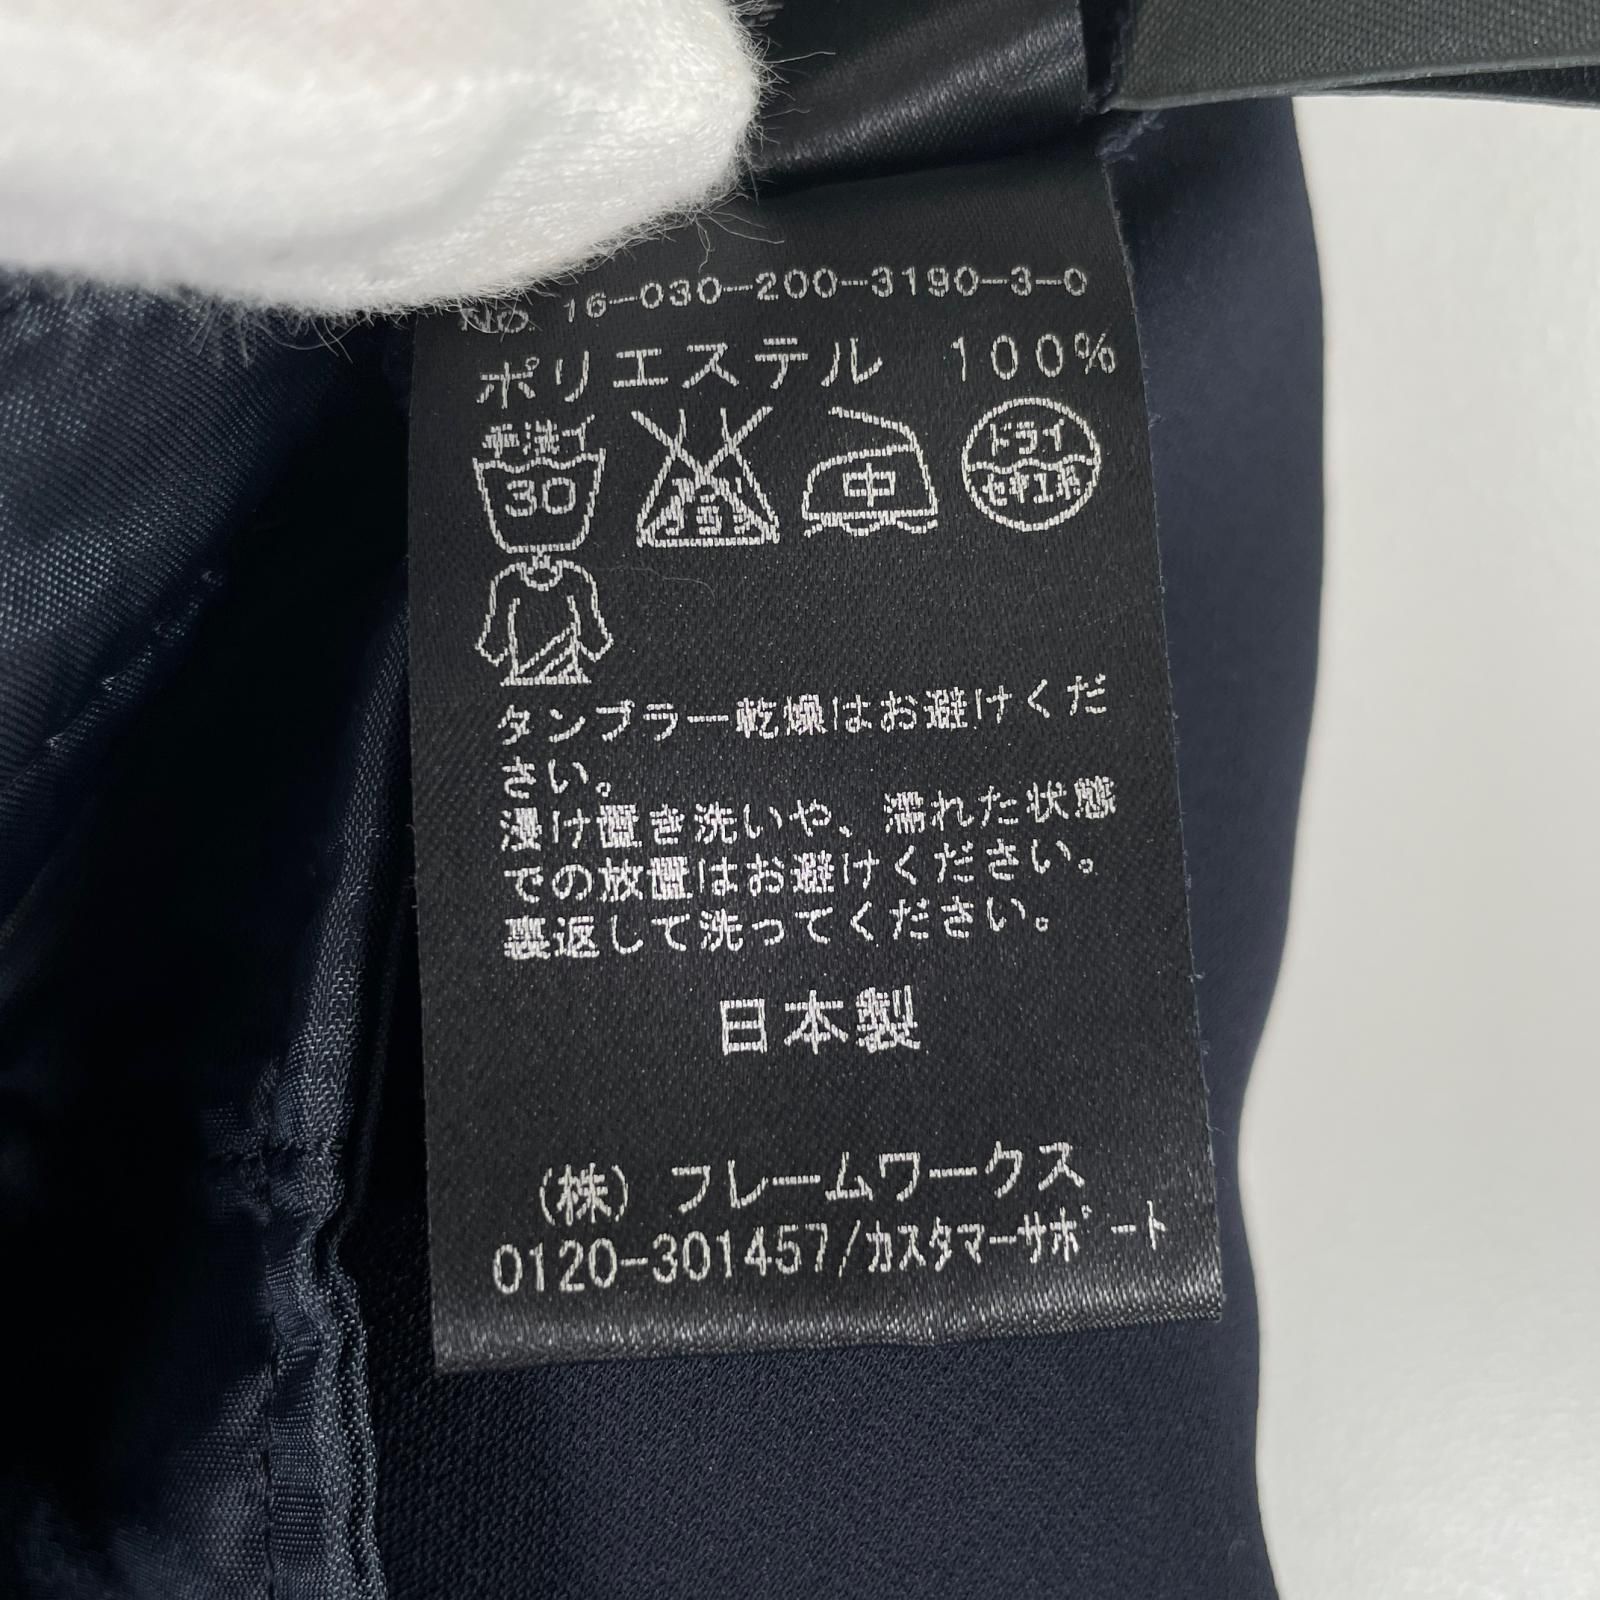 No. 16-030-200-3190-3-0
ポリエステル 100%
手洗イ
30
中
ドライ
セキユ系
タンブラー乾燥はお避けくだ
さい。
浸け置き洗いや、濡れた状態
での放置はお避けください。
裏返して洗ってください。
日本製
(株)フレームワークス
0120-301457/カスタマーサポート